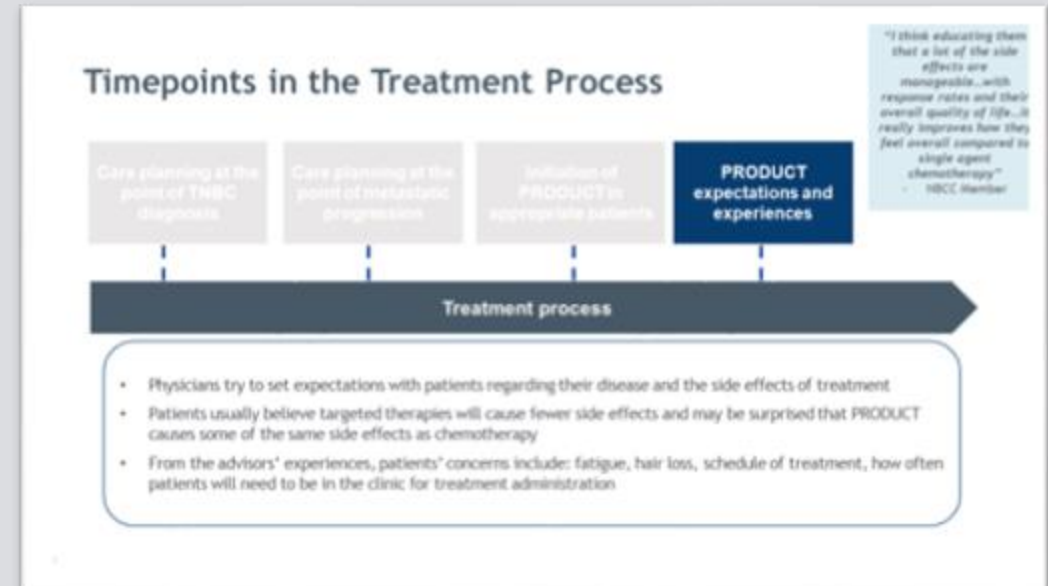 Timepoints in the Treatment Process
"I think educating them
that a lot of the side
effects are
manageable...with
response rates and their
overall quality of life...it
really improves how they
feel overall compared to
single agent
chemotherapy"
- NBCC Member
Care planning at the
point of TNBC
diagnosis
Care planning at the
point of metastatic
progression
Initiation of
PRODUCT in
appropriate patients
PRODUCT
expectations and
experiences
Treatment process
• Physicians try to set expectations with patients regarding their disease and the side effects of treatment
• Patients usually believe targeted therapies will cause fewer side effects and may be surprised that PRODUCT
causes some of the same side effects as chemotherapy
• From the advisors' experiences, patients' concerns include: fatigue, hair loss, schedule of treatment, how often
patients will need to be in the clinic for treatment administration